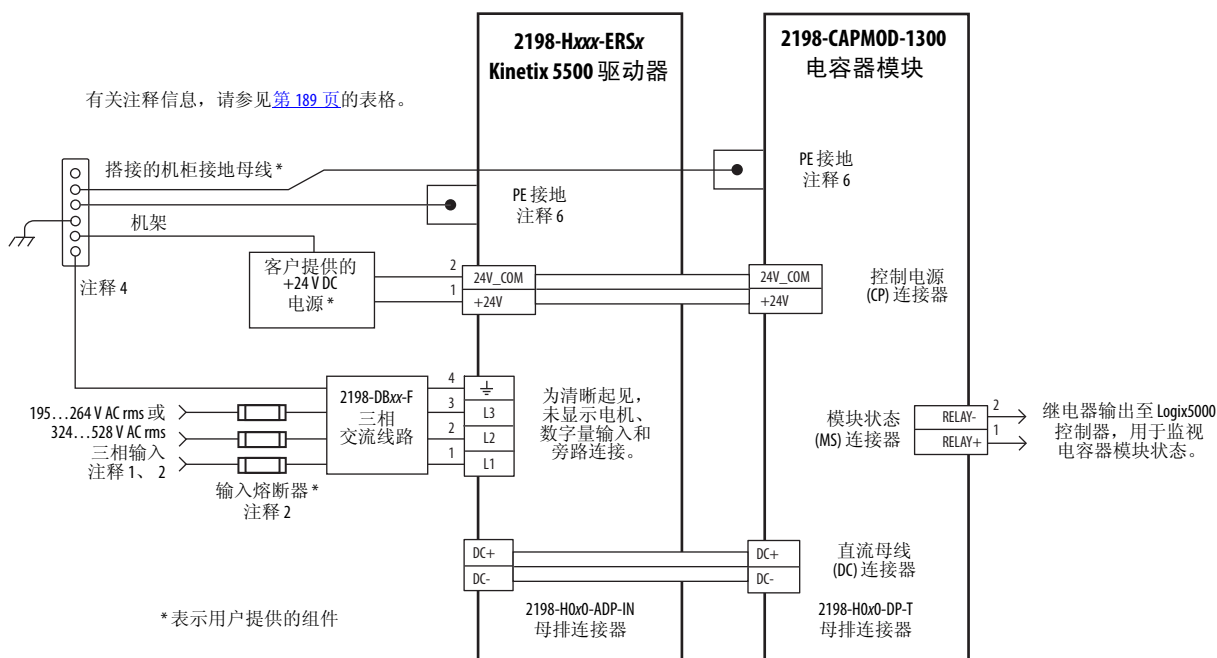 2198-Hxxx-ERSx
Kinetix 5500 驱动器
2198-CAPMOD-1300
电容器模块
有关注释信息，请参见第 189 页的表格。
搭接的机柜接地母线 *
机架
注释 4
PE 接地
注释 6
PE 接地
注释 6
客户提供的
+24 V DC
电源 *
2
1
24V_COM
+24V
24V_COM
+24V
控制电源
(CP) 连接器
195…264 V AC rms 或
324…528 V AC rms
三相输入
注释 1、 2
输入熔断器 *
注释 2
2198-DBxx-F
三相
交流线路
4
3
2
1
L3
L2
L1
为清晰起见，
未显示电机、
数字量输入和
旁路连接。
模块状态
(MS) 连接器
RELAY-
RELAY+
2
1
继电器输出至 Logix5000
控制器，用于监视
电容器模块状态。
DC+
DC-
DC+
DC-
直流母线
(DC) 连接器
2198-H0x0-ADP-IN
母排连接器
2198-H0x0-DP-T
母排连接器
* 表示用户提供的组件